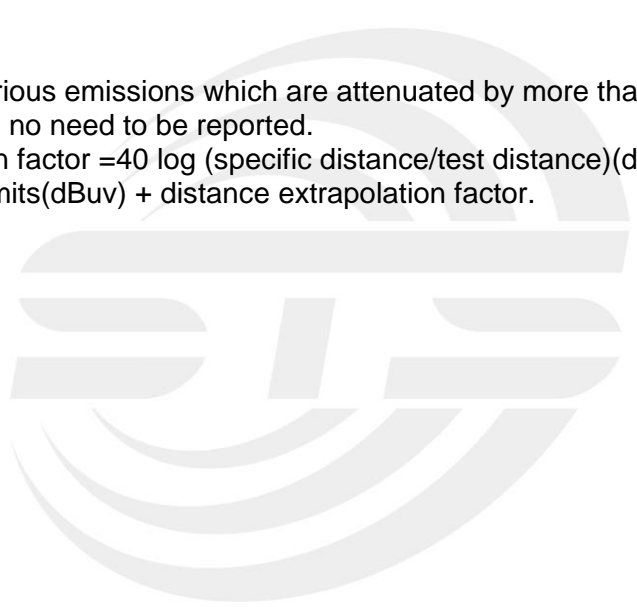 rious emissions which are attenuated by more tha
no need to be reported.
n factor =40 log (specific distance/test distance)(d
mits(dBuv) + distance extrapolation factor.
STS